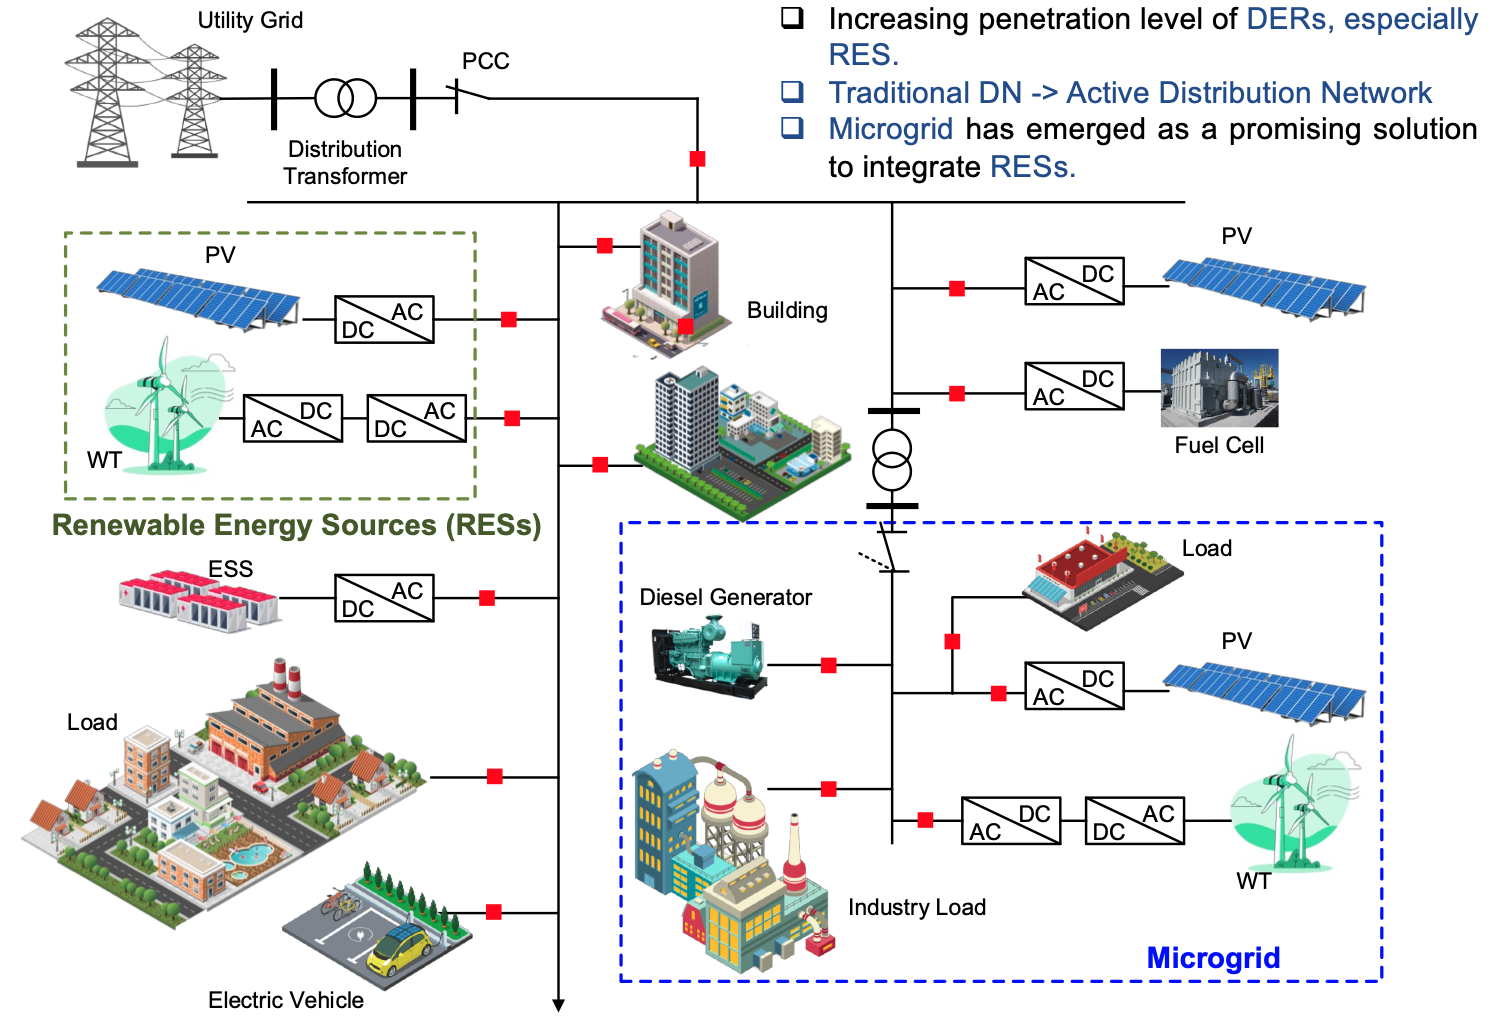 Utility Grid
PCC
Distribution
Transformer
❑ Increasing penetration level of DERs, especially
RES.
❑ Traditional DN -> Active Distribution Network
❑ Microgrid has emerged as a promising solution
to integrate RESs.
PV
DC
AC
WT
AC
DC
DC
AC
Renewable Energy Sources (RESs)
Building
PV
AC
DC
AC
DC
Fuel Cell
ESS
DC
AC
Load
Electric Vehicle
Diesel Generator
Load
PV
AC
DC
AC
DC
DC
AC
WT
Industry Load
Microgrid